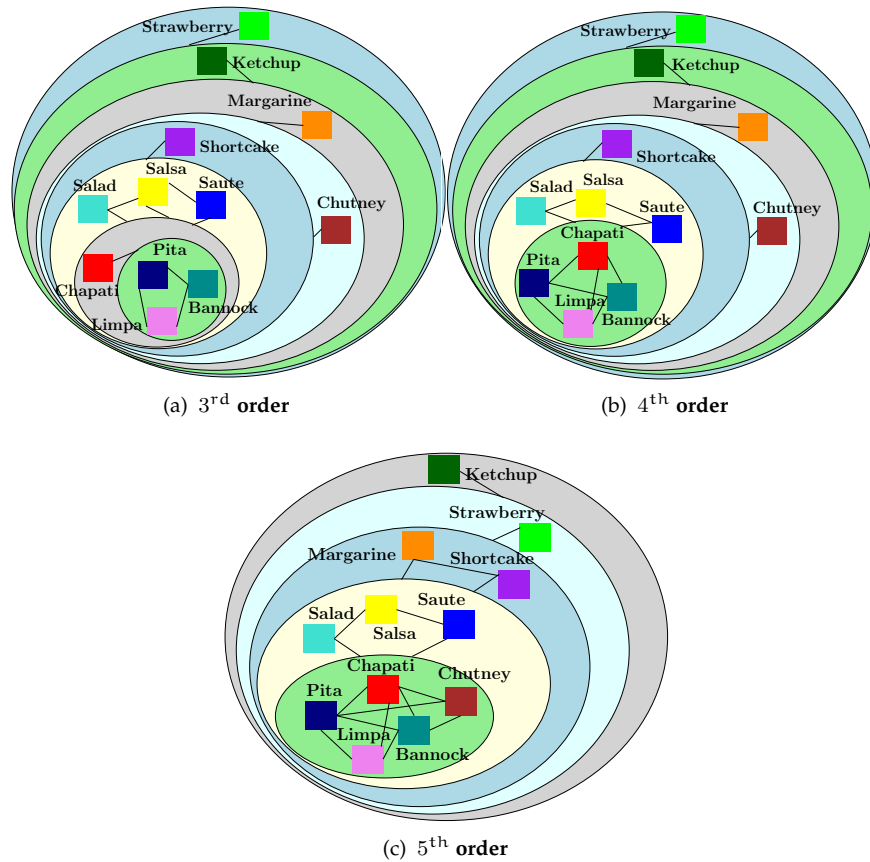 Strawberry
Ketchup
Margarine
Shortcake
Salsa
Salad
Saute
Chutney
Pita
Chapati
Bannock
Limpa
(a) 3rd order
Strawberry
Ketchup
Margarine
Shortcake
Salsa
Salad
Saute
Chutney
Chapati
Pita
Limpa
Bannock
(b) 4th order
Ketchup
Strawberry
Margarine
Shortcake
Saute
Salad
Salsa
Chapati
Chutney
Pita
Limpa
Bannock
(c) 5th order